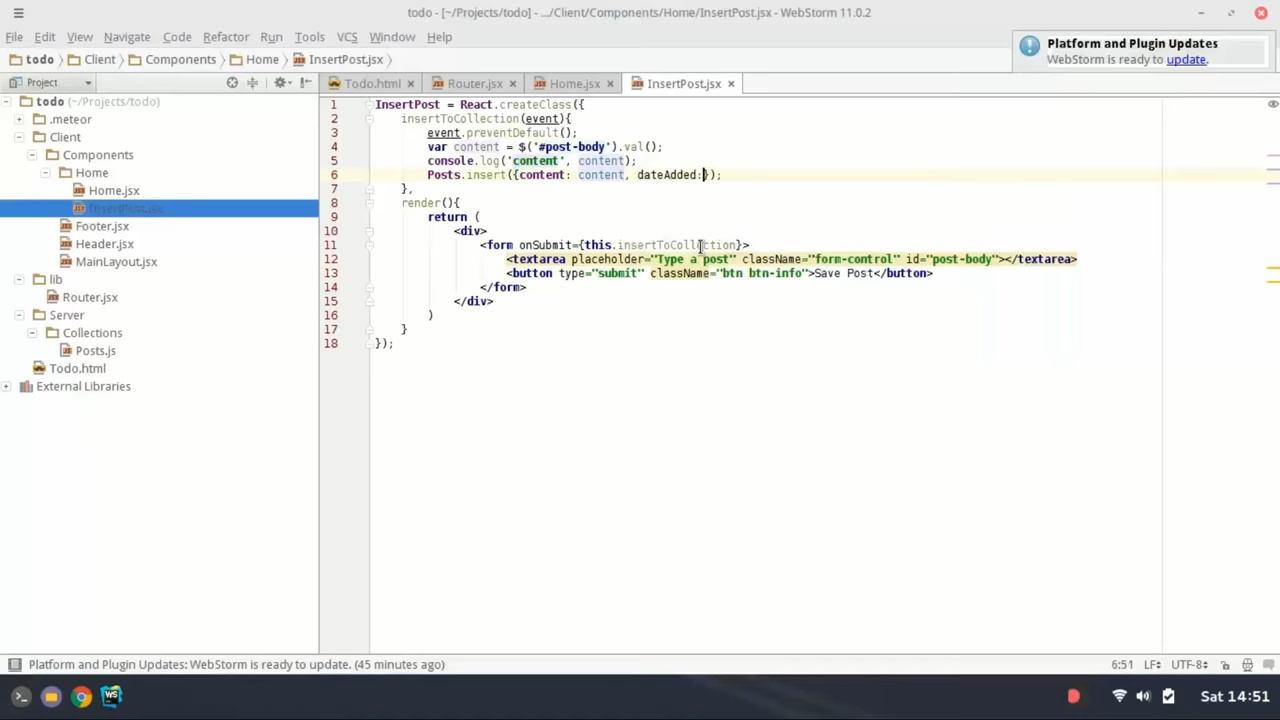 todo - [~/Projects/todo] - .../Client/Components/Home/InsertPost.jsx - WebStorm 11.0.2
File Edit View Navigate Code Refactor Run Tools VCS Window Help
todo Client Components Home InsertPost.jsx
Platform and Plugin Updates
WebStorm is ready to update.
Project
Todo.html Router.jsx Home.jsx InsertPost.jsx
todo (~/Projects/todo)
.meteor
Client
Components
Home
Home.jsx
InsertPost.jsx
Footer.jsx
Header.jsx
MainLayout.jsx
lib
Router.jsx
Server
Collections
Posts.js
Todo.html
External Libraries
1 InsertPost = React.createClass({
2 insertToCollection(event){
3 event.preventDefault();
4 var content = $('#post-body').val();
5 console.log('content', content);
6 Posts.insert({content: content, dateAdded:});
7 },
8 render(){
9 return (
10 <div>
11 <form onSubmit={this.insertToCollection}>
12 <textarea placeholder="Type a post" className="form-control" id="post-body"></textarea>
13 <button type="submit" className="btn btn-info">Save Post</button>
14 </form>
15 </div>
16 )
17 }
18 });
Platform and Plugin Updates: WebStorm is ready to update. (45 minutes ago)
6:51 LF UTF-8
WS
Sat 14:51